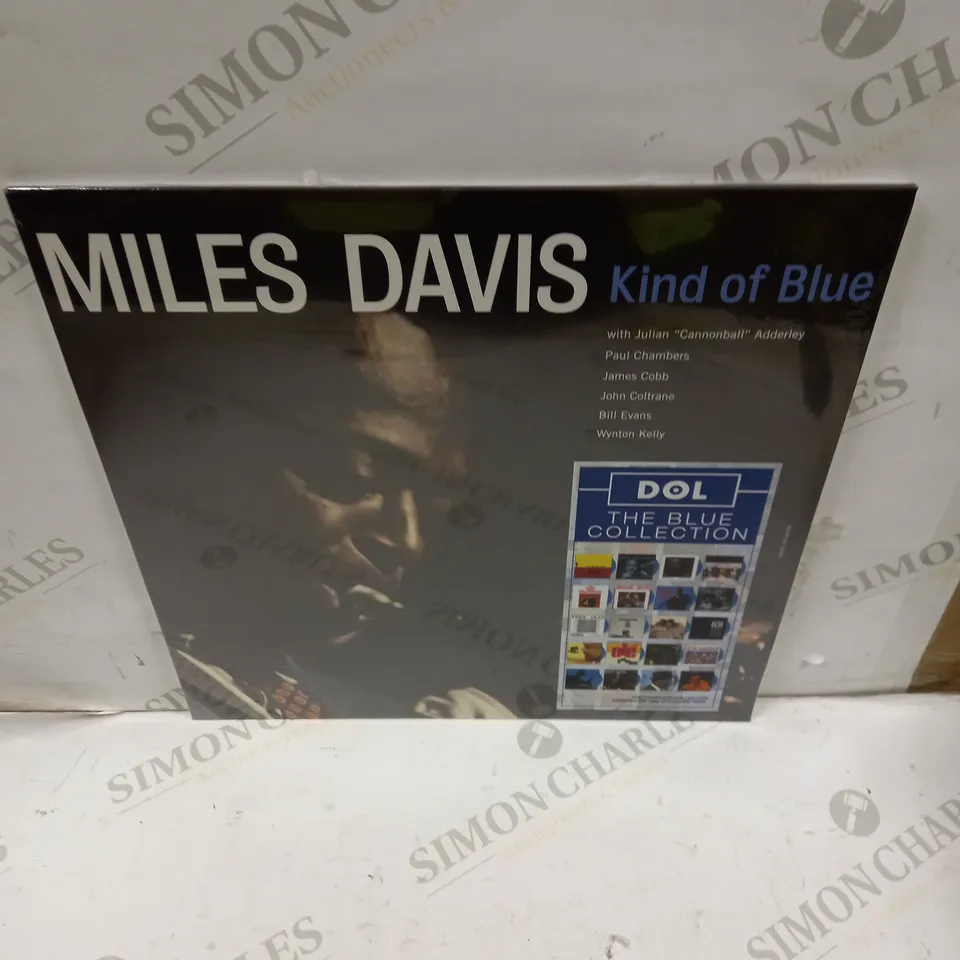 MILES DAVIS Kind of Blue
with Julian "Cannonball" Adderley
Paul Chambers
James Cobb
John Coltrane
Bill Evans
Wynton Kelly
DOL
THE BLUE
COLLECTION
SIMON CHARLES
Auctioneers &